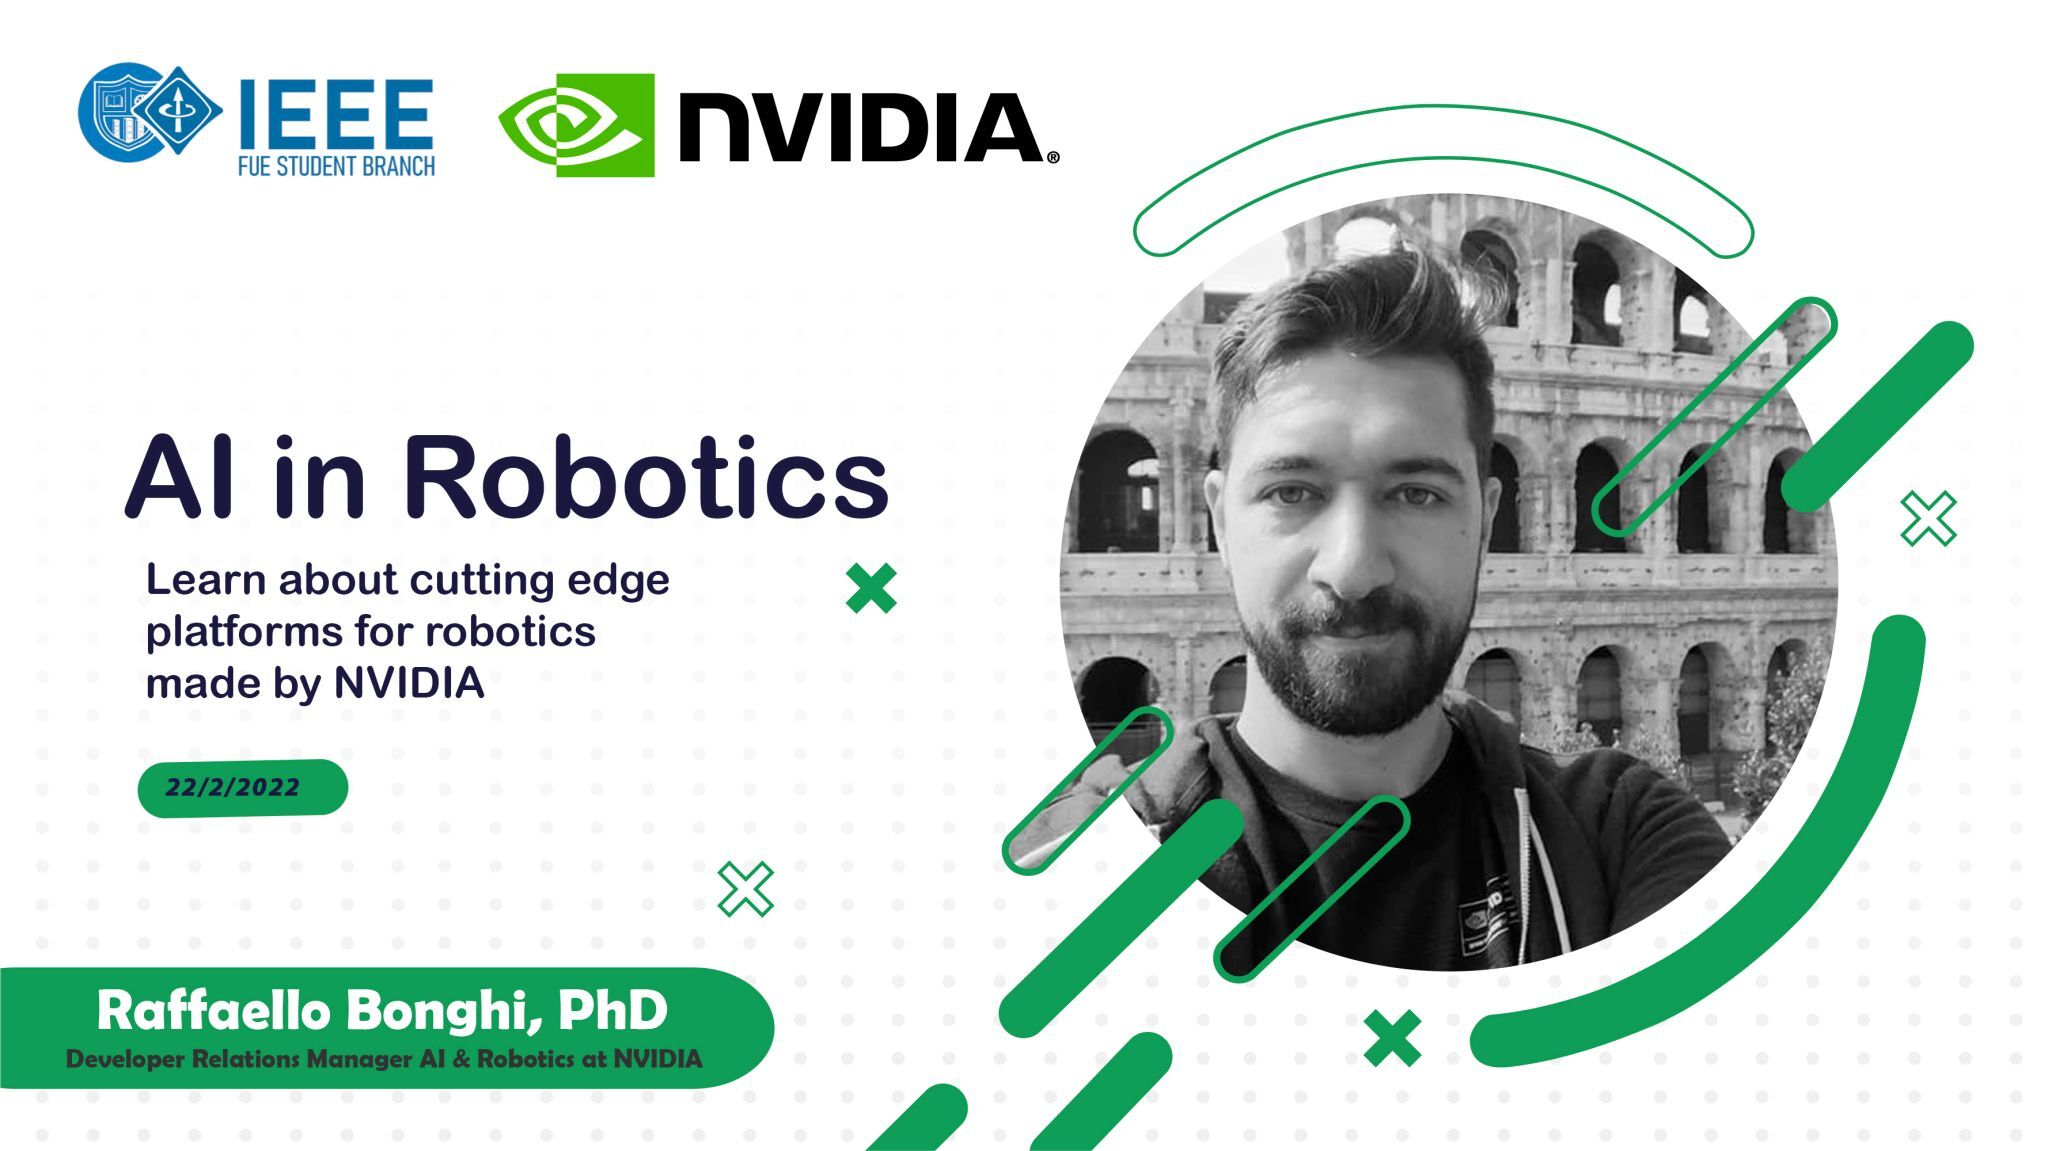 IEEE
FUE STUDENT BRANCH
NVIDIA®
AI in Robotics
Learn about cutting edge
platforms for robotics
made by NVIDIA
22/2/2022
Raffaello Bonghi, PhD
Developer Relations Manager AI & Robotics at NVIDIA